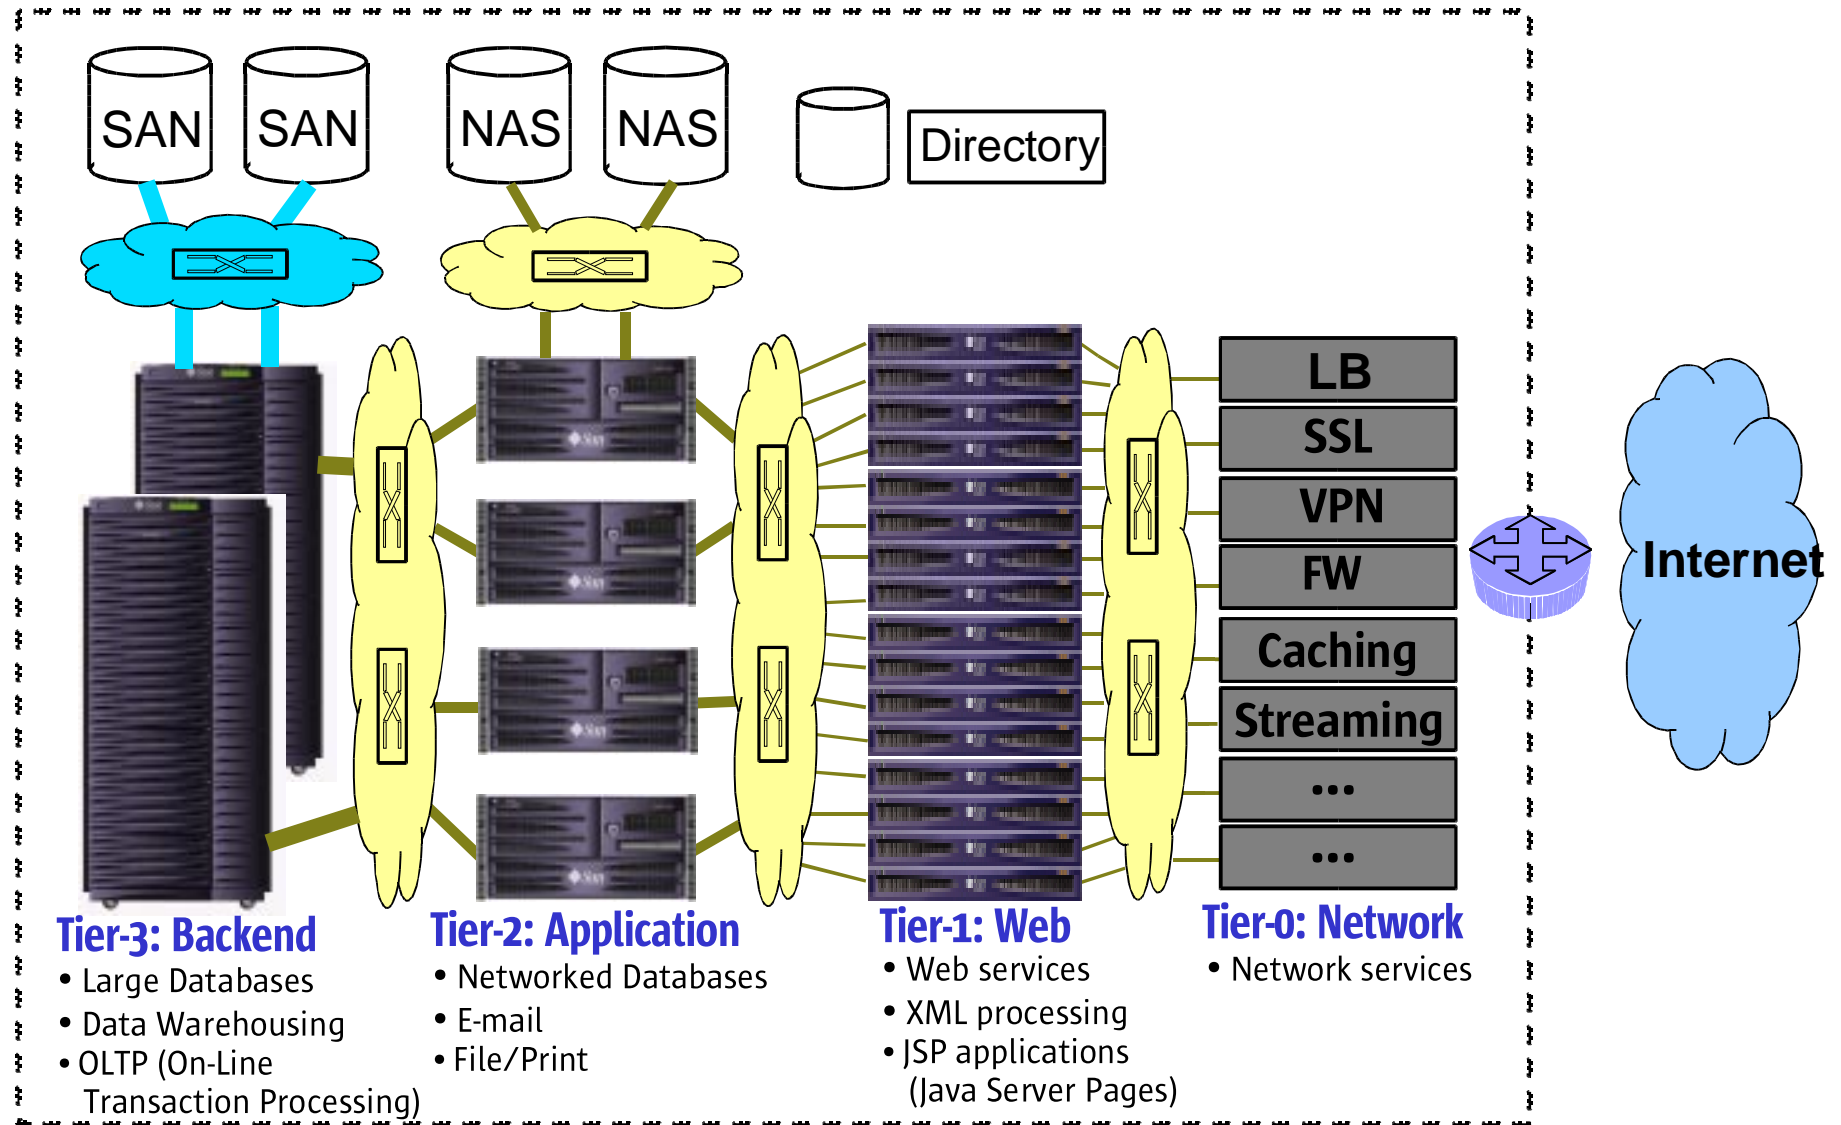 SAN
SAN
NAS
NAS
Directory
LB
SSL
VPN
FW
Caching
Streaming
...
...
Internet
Tier-3: Backend
• Large Databases
• Data Warehousing
• OLTP (On-Line
Transaction Processing)
Tier-2: Application
• Networked Databases
• E-mail
• File/Print
Tier-1: Web
• Web services
• XML processing
• JSP applications
(Java Server Pages)
Tier-0: Network
• Network services